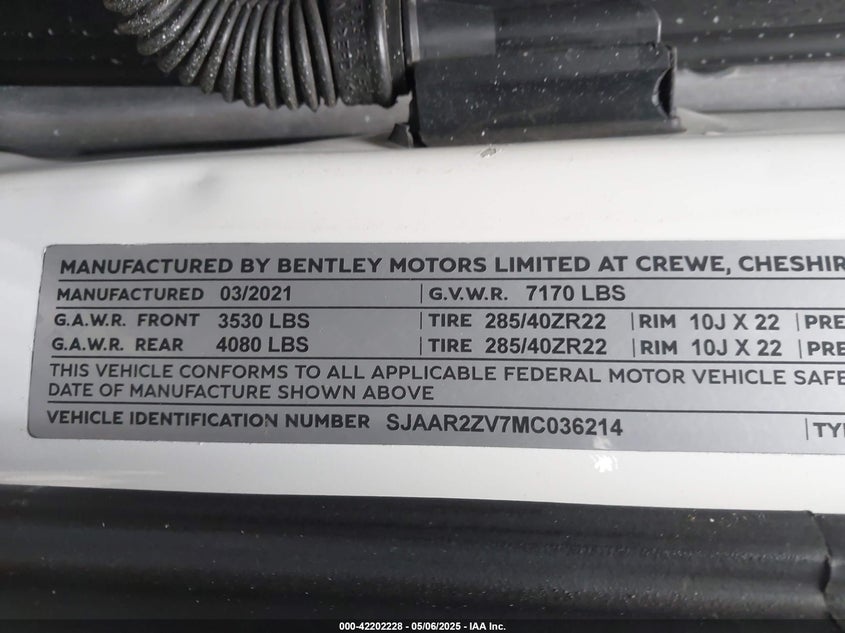 MANUFACTURED BY BENTLEY MOTORS LIMITED AT CREWE, CHESHIR
MANUFACTURED 03/2021 G.V.W.R. 7170 LBS
G.A.W.R. FRONT 3530 LBS TIRE 285/40ZR22 RIM 10J X 22 PRE
G.A.W.R. REAR 4080 LBS TIRE 285/40ZR22 RIM 10J X 22 PRE
THIS VEHICLE CONFORMS TO ALL APPLICABLE FEDERAL MOTOR VEHICLE SAFE
DATE OF MANUFACTURE SHOWN ABOVE
VEHICLE IDENTIFICATION NUMBER SJAAR2ZV7MC036214 TY
000-42202228 - 05/06/2025 - IAA Inc.